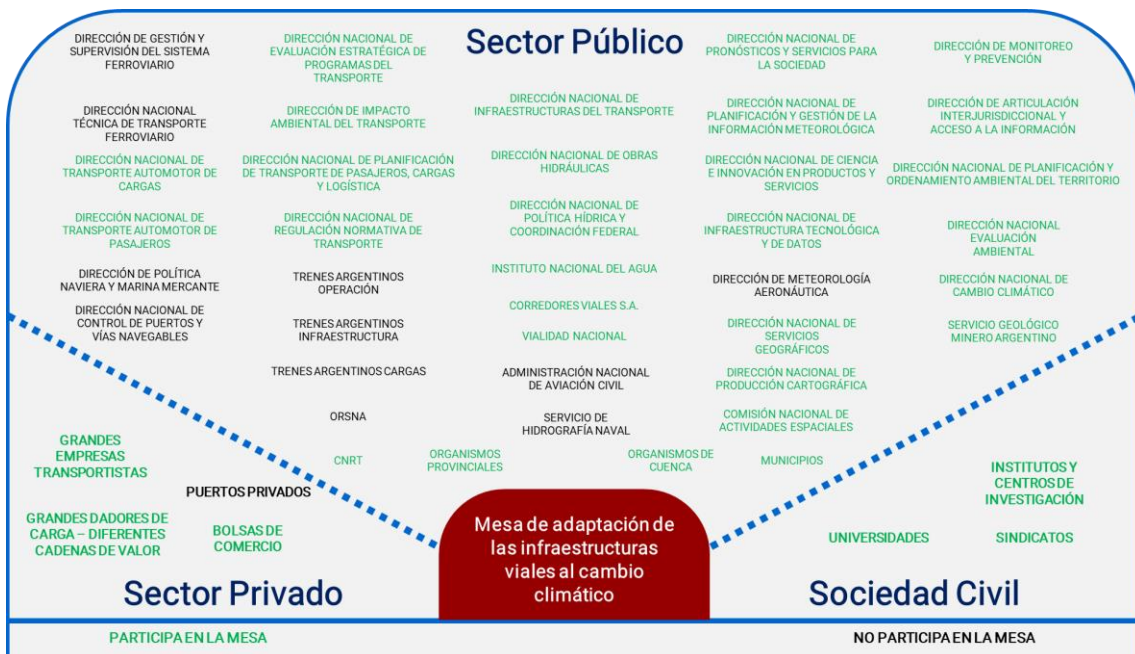 Sector Público
DIRECCIÓN DE GESTIÓN Y
SUPERVISIÓN DEL SISTEMA
FERROVIARIO
DIRECCIÓN NACIONAL
TÉCNICA DE TRANSPORTE
FERROVIARIO
DIRECCIÓN NACIONAL DE
TRANSPORTE AUTOMOTOR DE
CARGAS
DIRECCIÓN NACIONAL DE
TRANSPORTE AUTOMOTOR DE
PASAJEROS
DIRECCIÓN DE POLÍTICA
NAVIERA Y MARINA MERCANTE
DIRECCIÓN NACIONAL DE
CONTROL DE PUERTOS Y
VÍAS NAVEGABLES
DIRECCIÓN NACIONAL DE
EVALUACIÓN ESTRATÉGICA DE
PROGRAMAS DEL
TRANSPORTE
DIRECCIÓN DE IMPACTO
AMBIENTAL DEL TRANSPORTE
DIRECCIÓN NACIONAL DE PLANIFICACIÓN
DE TRANSPORTE DE PASAJEROS, CARGAS
Y LOGÍSTICA
DIRECCIÓN NACIONAL DE
REGULACIÓN NORMATIVA DE
TRANSPORTE
TRENES ARGENTINOS
OPERACIÓN
TRENES ARGENTINOS
INFRAESTRUCTURA
TRENES ARGENTINOS CARGAS
ORSNA
CNRT
DIRECCIÓN NACIONAL DE
INFRAESTRUCTURAS DEL TRANSPORTE
DIRECCIÓN NACIONAL DE OBRAS
HIDRÁULICAS
DIRECCIÓN NACIONAL DE
POLÍTICA HÍDRICA Y
COORDINACIÓN FEDERAL
INSTITUTO NACIONAL DEL AGUA
CORREDORES VIALES S.A.
VIALIDAD NACIONAL
ADMINISTRACIÓN NACIONAL
DE AVIACIÓN CIVIL
SERVICIO DE
HIDROGRAFÍA NAVAL
ORGANISMOS
PROVINCIALES
ORGANISMOS DE
CUENCA
DIRECCIÓN NACIONAL DE
PRONÓSTICOS Y SERVICIOS PARA
LA SOCIEDAD
DIRECCIÓN NACIONAL DE
PLANIFICACIÓN Y GESTIÓN DE LA
INFORMACIÓN METEOROLÓGICA
DIRECCIÓN NACIONAL DE CIENCIA
E INNOVACIÓN EN PRODUCTOS Y
SERVICIOS
DIRECCIÓN NACIONAL DE
INFRAESTRUCTURA TECNOLÓGICA
Y DE DATOS
DIRECCIÓN DE METEOROLOGÍA
AERONÁUTICA
DIRECCIÓN NACIONAL DE
SERVICIOS
GEOGRÁFICOS
DIRECCIÓN NACIONAL DE
PRODUCCIÓN CARTOGRÁFICA
COMISIÓN NACIONAL DE
ACTIVIDADES ESPACIALES
MUNICIPIOS
DIRECCIÓN DE MONITOREO
Y PREVENCIÓN
DIRECCIÓN DE ARTICULACIÓN
INTERJURISDICCIONAL Y
ACCESO A LA INFORMACIÓN
DIRECCIÓN NACIONAL DE PLANIFICACIÓN Y
ORDENAMIENTO AMBIENTAL DEL TERRITORIO
DIRECCIÓN NACIONAL
EVALUACIÓN
AMBIENTAL
DIRECCIÓN NACIONAL DE
CAMBIO CLIMÁTICO
SERVICIO GEOLÓGICO
MINERO ARGENTINO
GRANDES
EMPRESAS
TRANSPORTISTAS
PUERTOS PRIVADOS
GRANDES DADORES DE
CARGA – DIFERENTES
CADENAS DE VALOR
BOLSAS DE
COMERCIO
Sector Privado
Mesa de adaptación de
las infraestructuras
viales al cambio
climático
INSTITUTOS Y
CENTROS DE
INVESTIGACIÓN
UNIVERSIDADES
SINDICATOS
Sociedad Civil
PARTICIPA EN LA MESA
NO PARTICIPA EN LA MESA